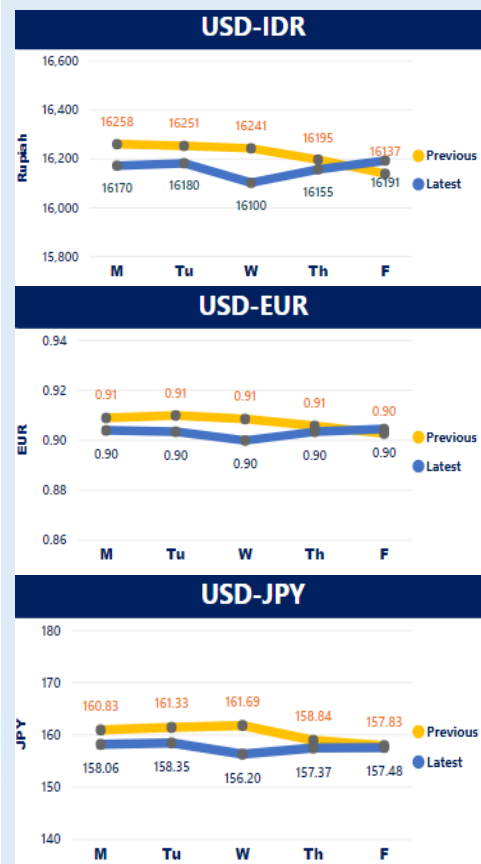 USD-IDR
16,600
16,400
16258 16251 16241 16195 16137
16,200
16170 16180 16100 16155 16191
16,000
15,800
Rupiah
M Tu W Th F
Previous
Latest
USD-EUR
0.94
0.92
0.91 0.91 0.91 0.91 0.90
0.90
0.90 0.90 0.90 0.90 0.90
0.88
0.86
EUR
M Tu W Th F
Previous
Latest
USD-JPY
180
170
160.83 161.33 161.69 158.84 157.83
160
158.06 158.35 156.20 157.37 157.48
150
140
JPY
M Tu W Th F
Previous
Latest